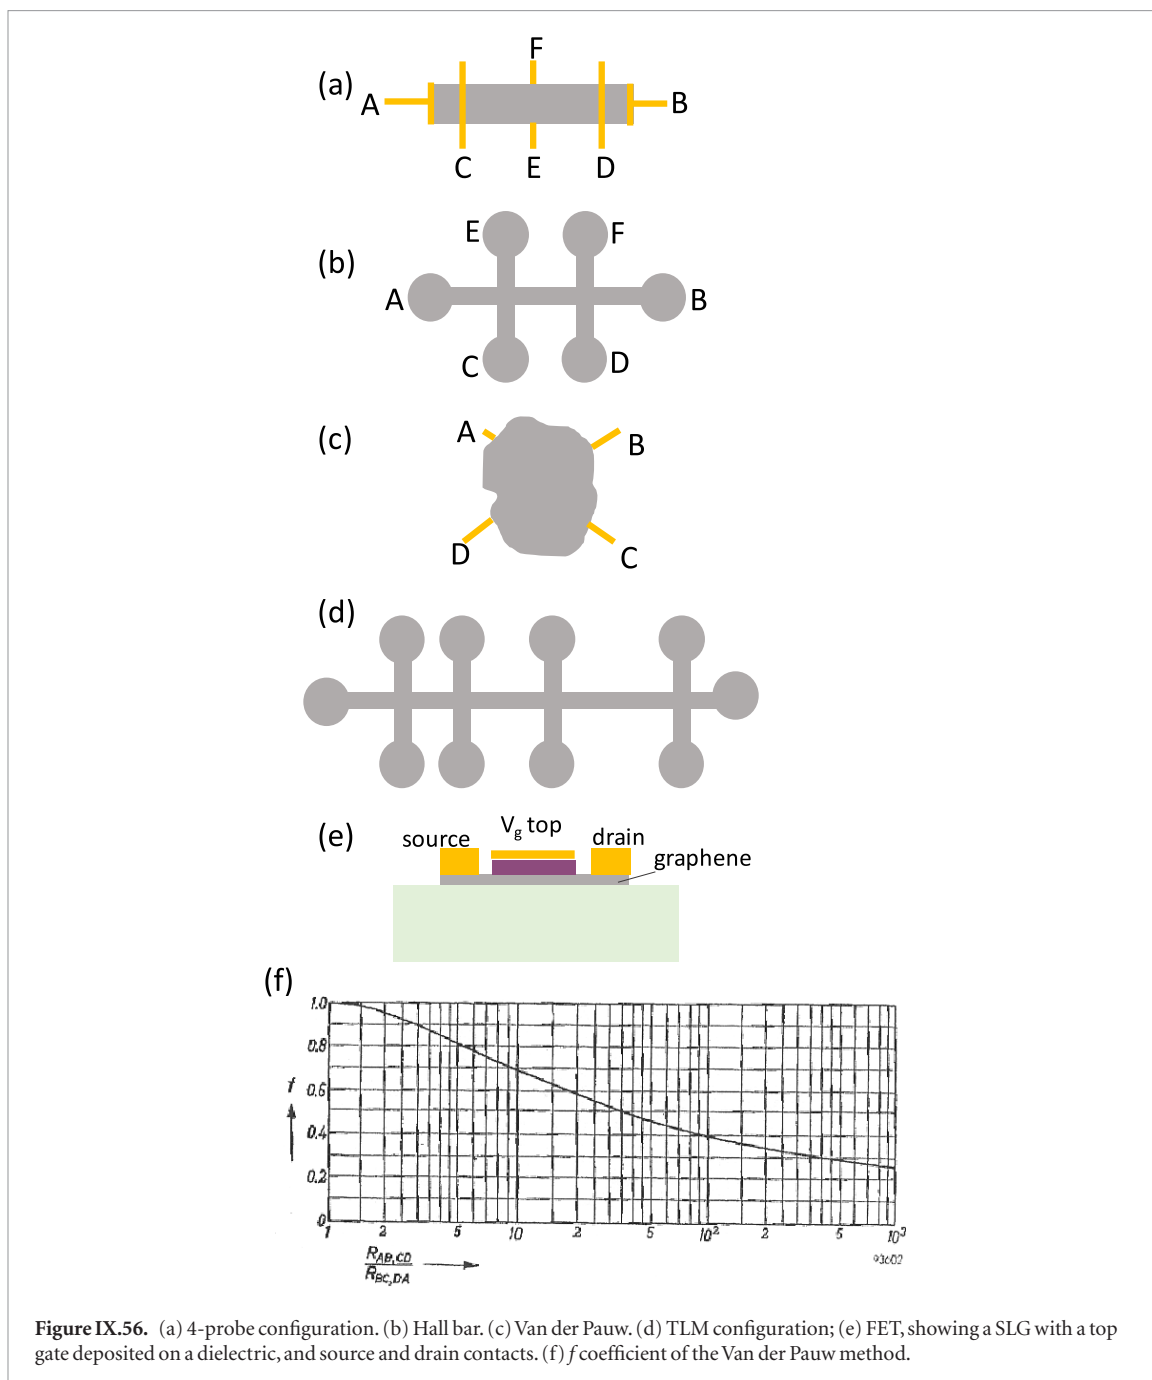 (a)
F
A
B
C
E
D
(b)
E
F
A
B
C
D
(c)
A
B
D
C
(d)
(e)
source
Vg top
drain
graphene
(f)
1.0
0.8
f
0.6
0.4
0.2
0
1 2 5 10 2 5 10² 2 5 10³
RAB,CD
RBC,DA
93602
Figure IX.56. (a) 4-probe configuration. (b) Hall bar. (c) Van der Pauw. (d) TLM configuration; (e) FET, showing a SLG with a top
gate deposited on a dielectric, and source and drain contacts. (f) f coefficient of the Van der Pauw method.